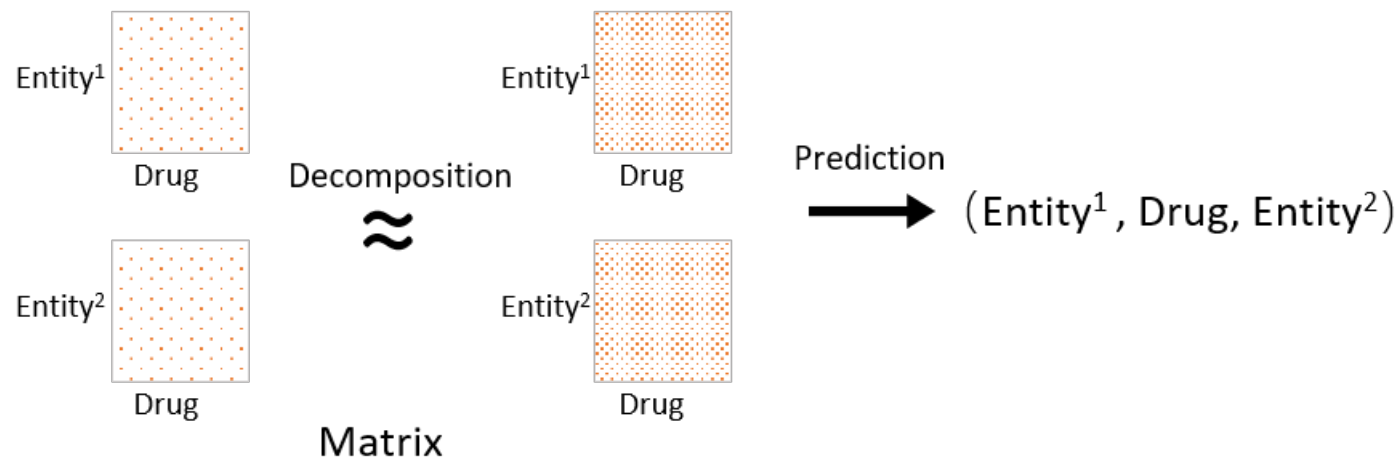 Entity¹
Drug
Entity²
Drug
Decomposition
≈
Entity¹
Drug
Entity²
Drug
Prediction
(Entity¹, Drug, Entity²)
Matrix